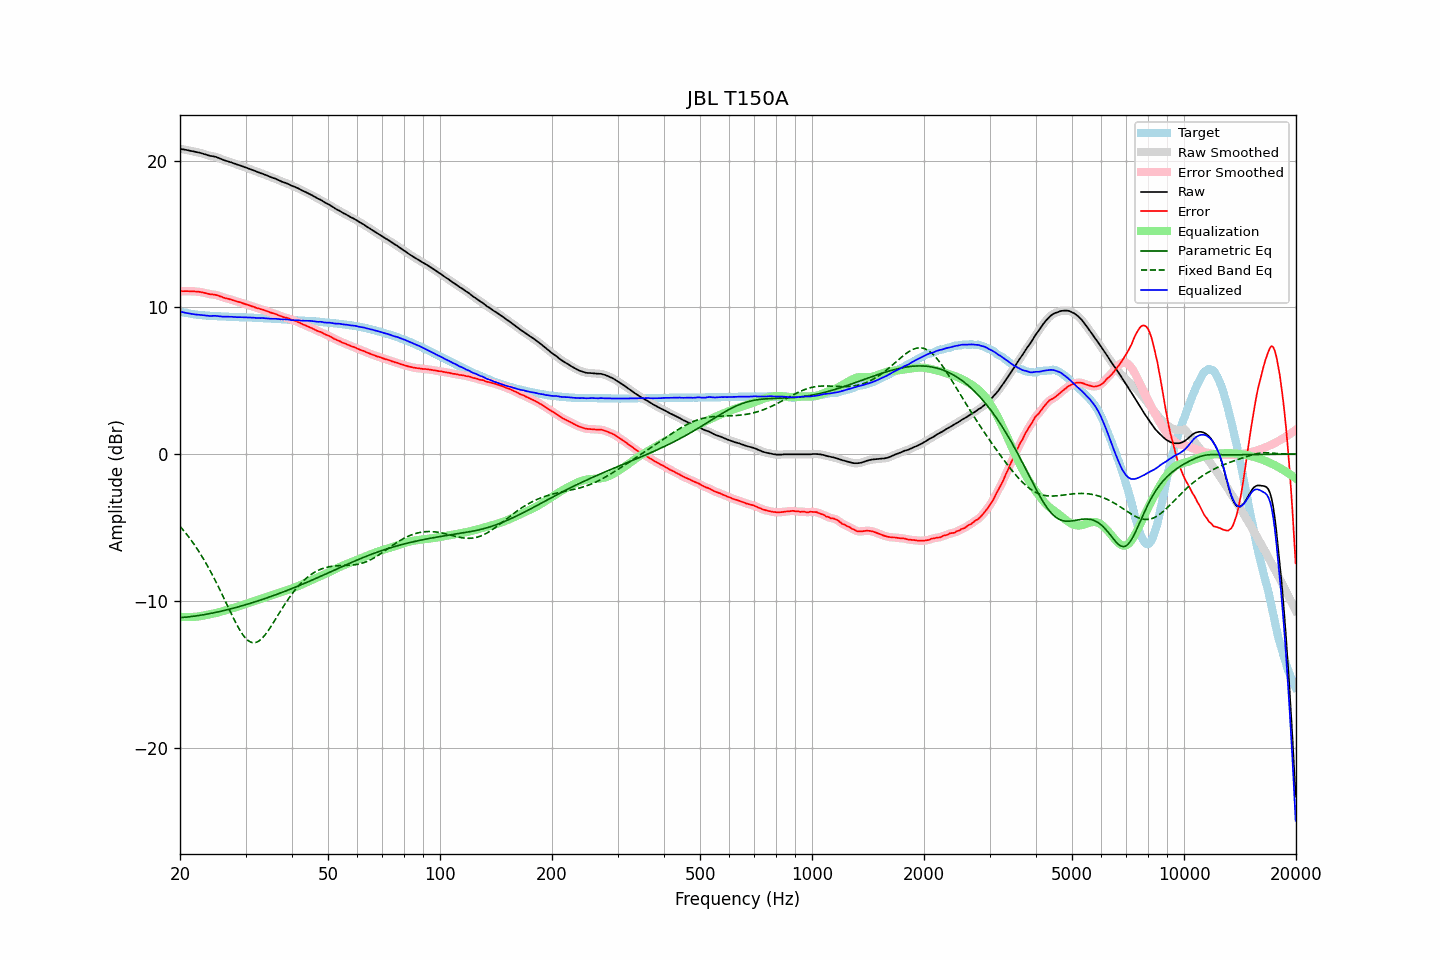 JBL T150A
Amplitude (dBr)
20
10
0
−10
−20
Target
Raw Smoothed
Error Smoothed
Raw
Error
Equalization
Parametric Eq
Fixed Band Eq
Equalized
20 50 100 200 500 1000 2000 5000 10000 20000
Frequency (Hz)